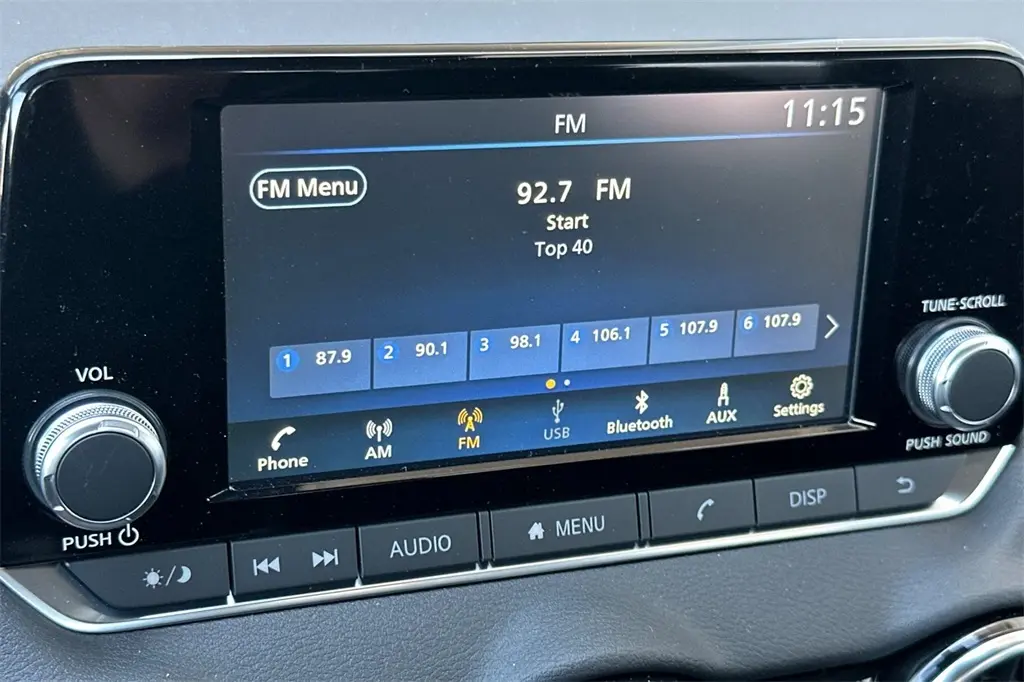 FM
11:15
FM Menu
92.7 FM
Start
Top 40
1 87.9
2 90.1
3 98.1
4 106.1
5 107.9
6 107.9
Phone
AM
FM
USB
Bluetooth
AUX
Settings
VOL
PUSH
TUNE·SCROLL
PUSH SOUND
AUDIO
MENU
DISP